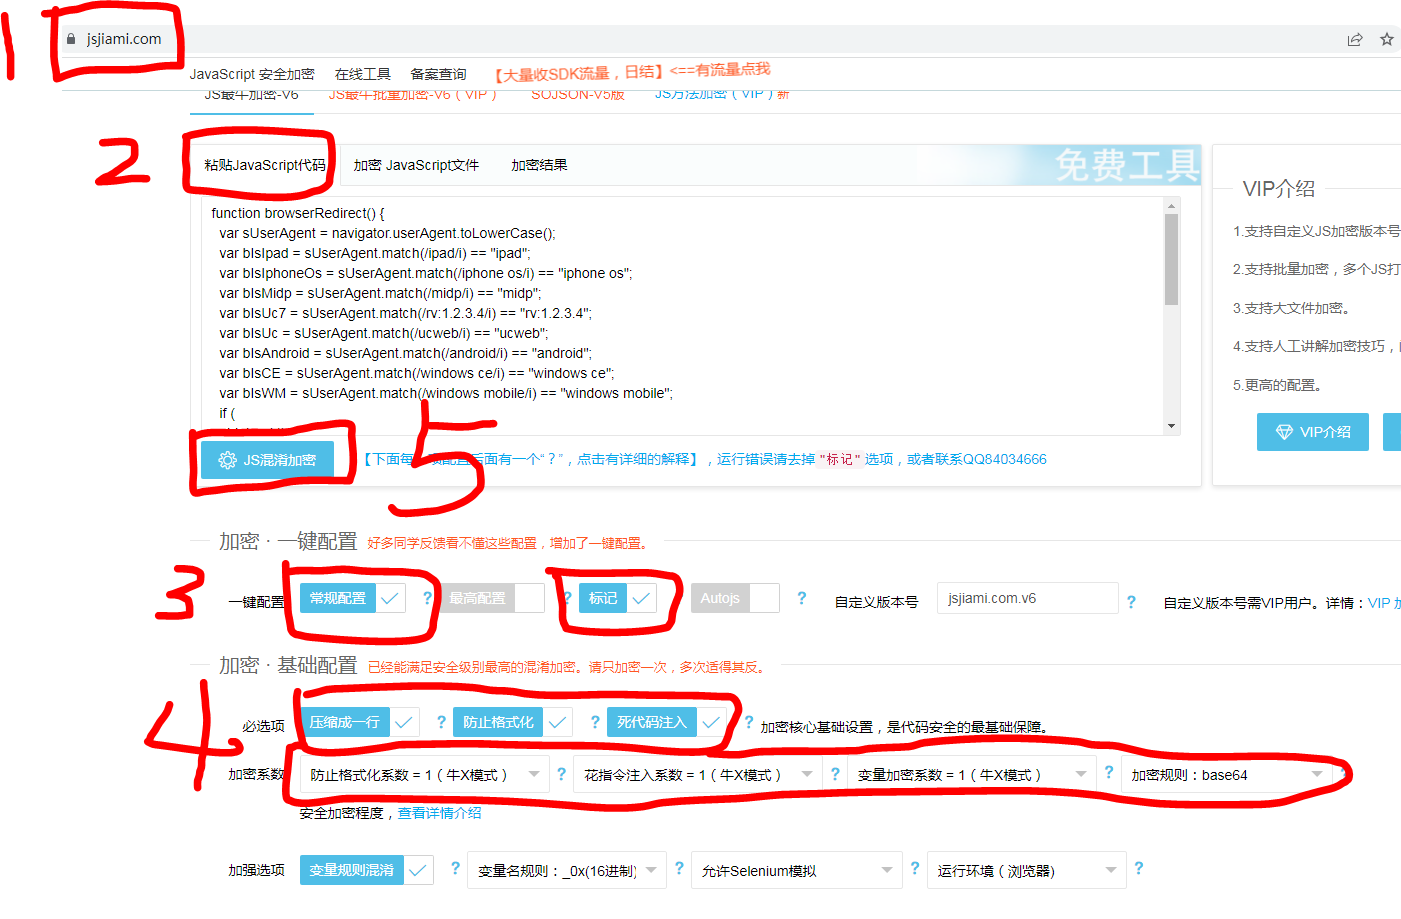 1
jsjiami.com
JavaScript 安全加密 在线工具 备案查询 【大量收SDK流量，日结】<==有流量点我
JS最牛加密-V6 JS最牛批量加密-V6（VIP） SOJSON-V5版 JS方法加密（VIP）新
2
粘贴JavaScript代码 加密 JavaScript文件 加密结果 免费工具
function browserRedirect() {
var sUserAgent = navigator.userAgent.toLowerCase();
var bIsIpad = sUserAgent.match(/ipad/i) == "ipad";
var bIsIphoneOs = sUserAgent.match(/iphone os/i) == "iphone os";
var bIsMidp = sUserAgent.match(/midp/i) == "midp";
var bIsUc7 = sUserAgent.match(/rv:1.2.3.4/i) == "rv:1.2.3.4";
var bIsUc = sUserAgent.match(/ucweb/i) == "ucweb";
var bIsAndroid = sUserAgent.match(/android/i) == "android";
var bIsCE = sUserAgent.match(/windows ce/i) == "windows ce";
var bIsWM = sUserAgent.match(/windows mobile/i) == "windows mobile";
if (
VIP介绍
1.支持自定义JS加密版本号
2.支持批量加密，多个JS打
3.支持大文件加密。
4.支持人工讲解加密技巧，
5.更高的配置。
VIP介绍
5
JS混淆加密 【下面每 后面有一个“？”，点击有详细的解释】，运行错误请去掉 "标记" 选项，或者联系QQ84034666
加密 · 一键配置 好多同学反馈看不懂这些配置，增加了一键配置。
3
一键配置 常规配置 ? 最高配置 ? 标记 Autojs ? 自定义版本号 jsjiami.com.v6 ? 自定义版本号需VIP用户。详情：VIP 加
加密 · 基础配置 已经能满足安全级别最高的混淆加密。请只加密一次，多次适得其反。
4
必选项 压缩成一行 ? 防止格式化 ? 死代码注入 ? 加密核心基础设置，是代码安全的最基础保障。
加密系数 防止格式化系数 = 1（牛X模式） ? 花指令注入系数 = 1（牛X模式） ? 变量加密系数 = 1（牛X模式） ? 加密规则：base64 ?
安全加密程度，查看详情介绍
加强选项 变量规则混淆 ? 变量名规则：_0x(16进制) ? 允许Selenium模拟 ? 运行环境（浏览器) ?